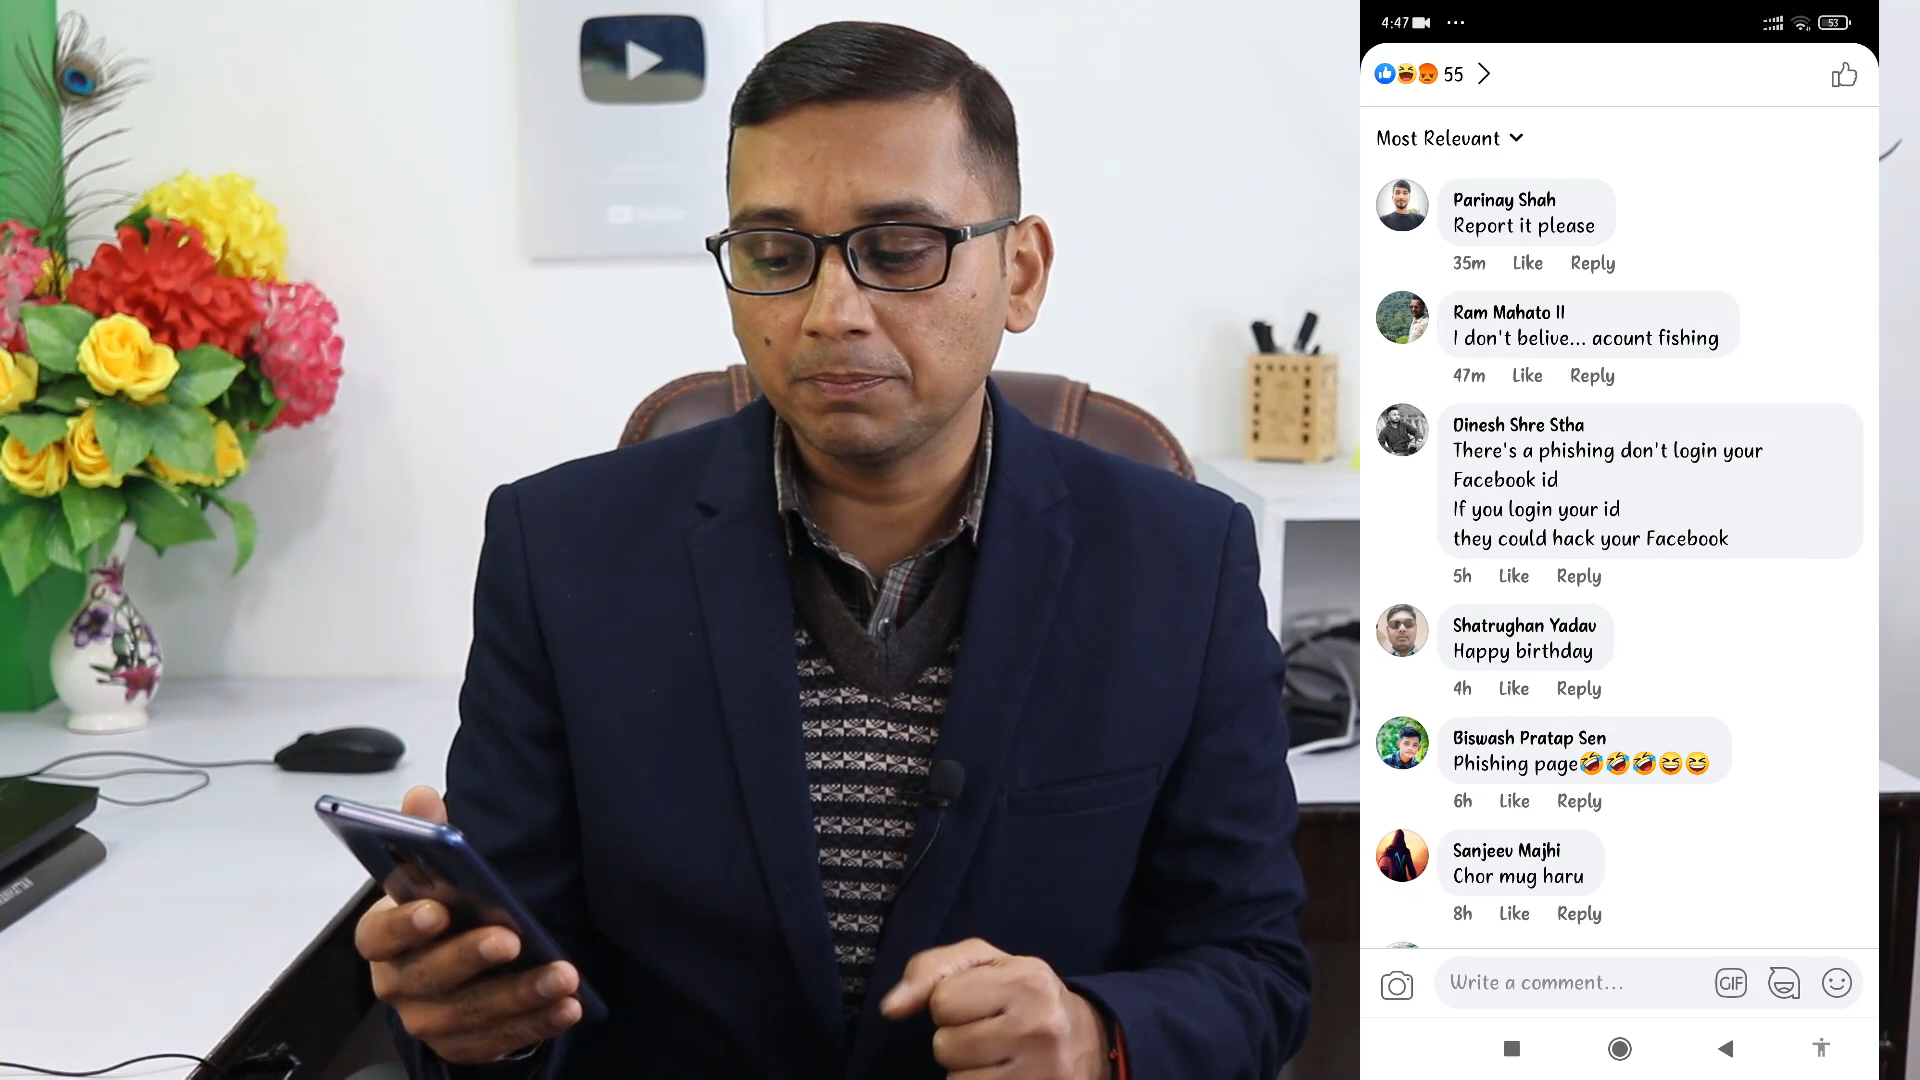 4:47
53
55
Most Relevant
Parinay Shah
Report it please
35m Like Reply
Ram Mahato II
I don't belive... acount fishing
47m Like Reply
Dinesh Shre Stha
There's a phishing don't login your
Facebook id
If you login your id
they could hack your Facebook
5h Like Reply
Shatrughan Yadav
Happy birthday
4h Like Reply
Biswash Pratap Sen
Phishing page🤣🤣🤣😆😆
6h Like Reply
Sanjeev Majhi
Chor mug haru
8h Like Reply
Write a comment...
GIF